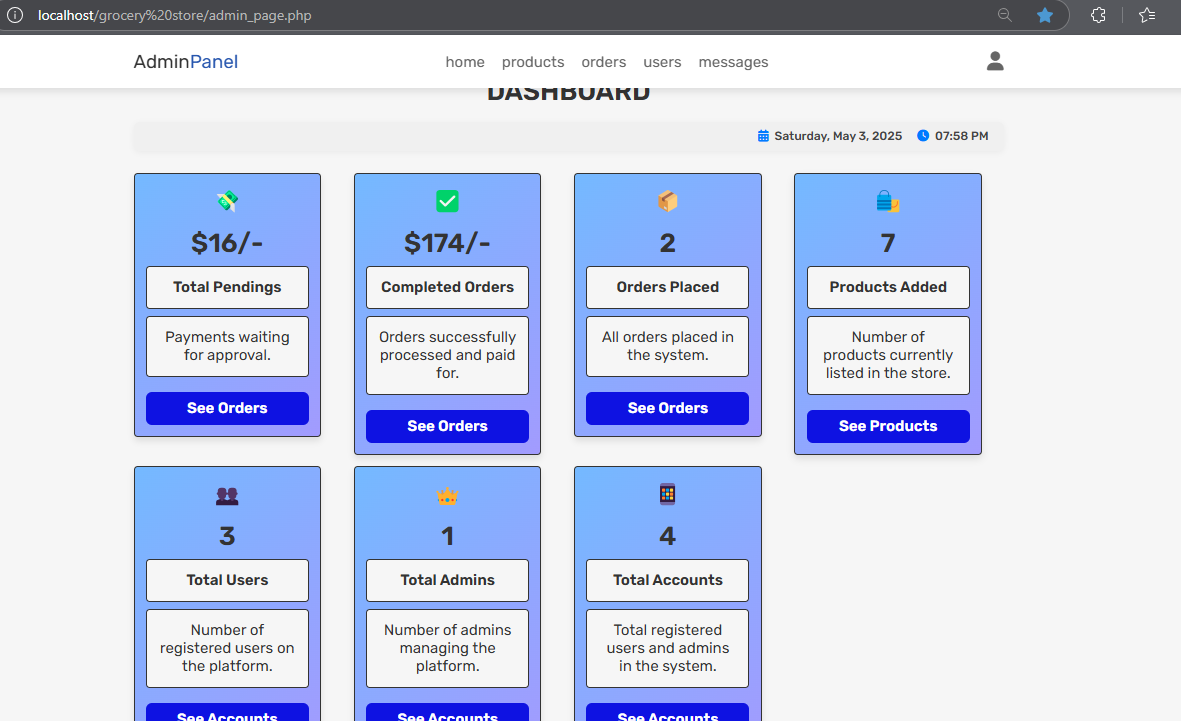 localhost/grocery%20store/admin_page.php
AdminPanel
home products orders users messages
DASHBOARD
Saturday, May 3, 2025 07:58 PM
$16/-
Total Pendings
Payments waiting
for approval.
See Orders
$174/-
Completed Orders
Orders successfully
processed and paid
for.
See Orders
2
Orders Placed
All orders placed in
the system.
See Orders
7
Products Added
Number of
products currently
listed in the store.
See Products
3
Total Users
Number of
registered users on
the platform.
See Accounts
1
Total Admins
Number of admins
managing the
platform.
See Accounts
4
Total Accounts
Total registered
users and admins
in the system.
See Accounts